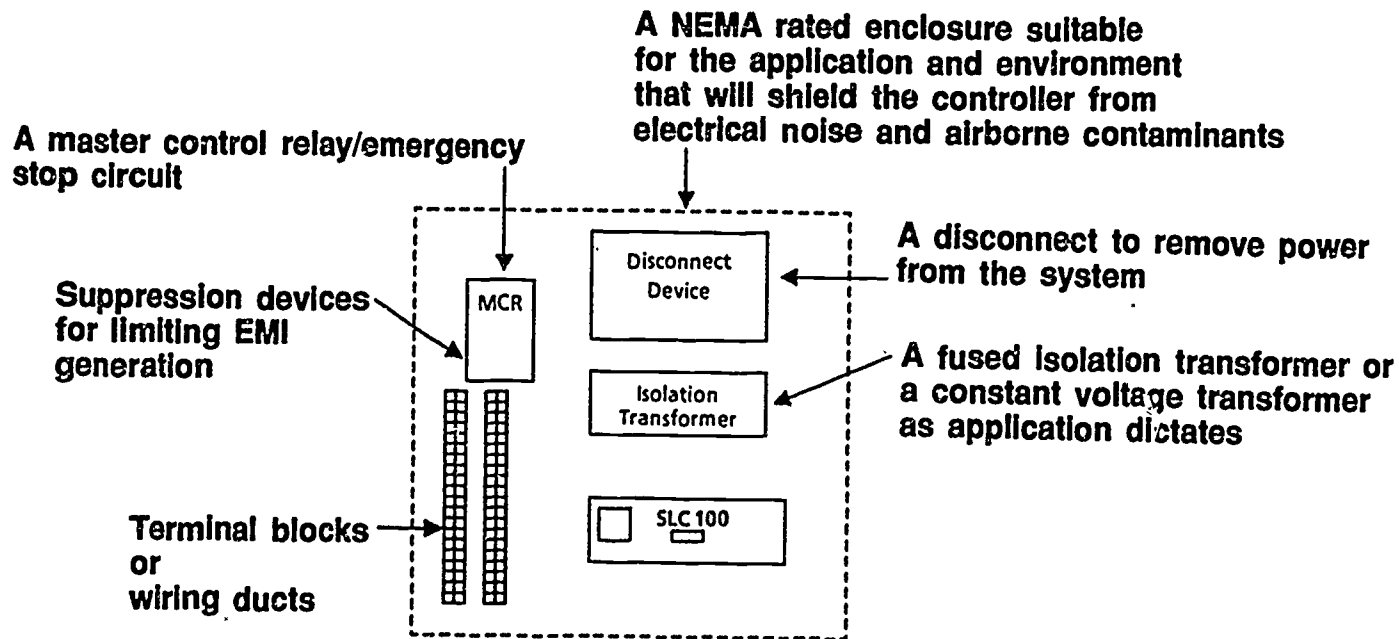 A NEMA rated enclosure suitable
for the application and environment
that will shield the controller from
electrical noise and airborne contaminants
A master control relay/emergency
stop circuit
Disconnect
Device
A disconnect to remove power
from the system
MCR
Suppression devices
for limiting EMI
generation
Isolation
Transformer
A fused isolation transformer or
a constant voltage transformer
as application dictates
SLC 100
Terminal blocks
or
wiring ducts